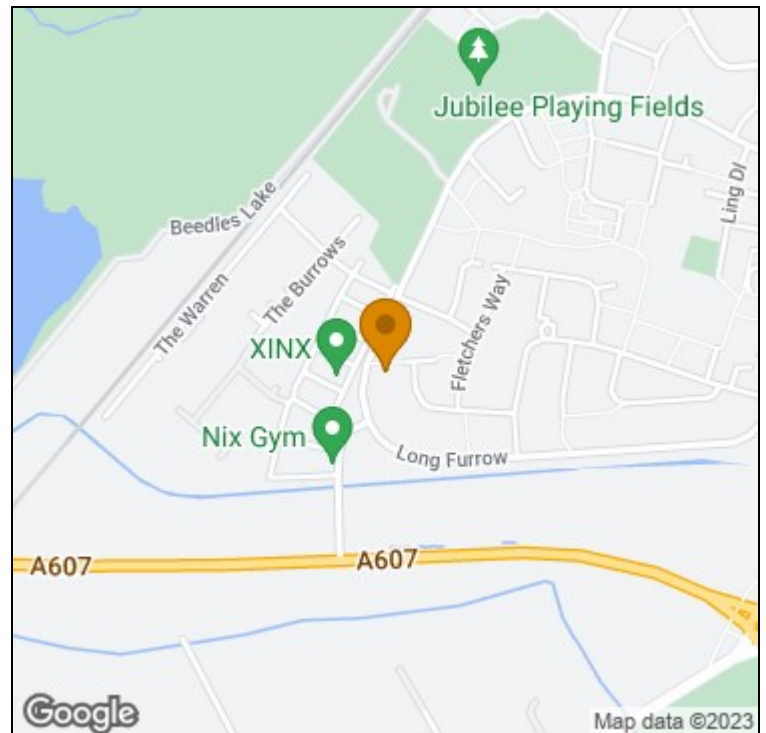 Jubilee Playing Fields
Ling Dl
Beedles Lake
The Burrows
The Warren
Fletchers Way
XINX
Nix Gym
Long Furrow
A607
A607
Google
Map data ©2023